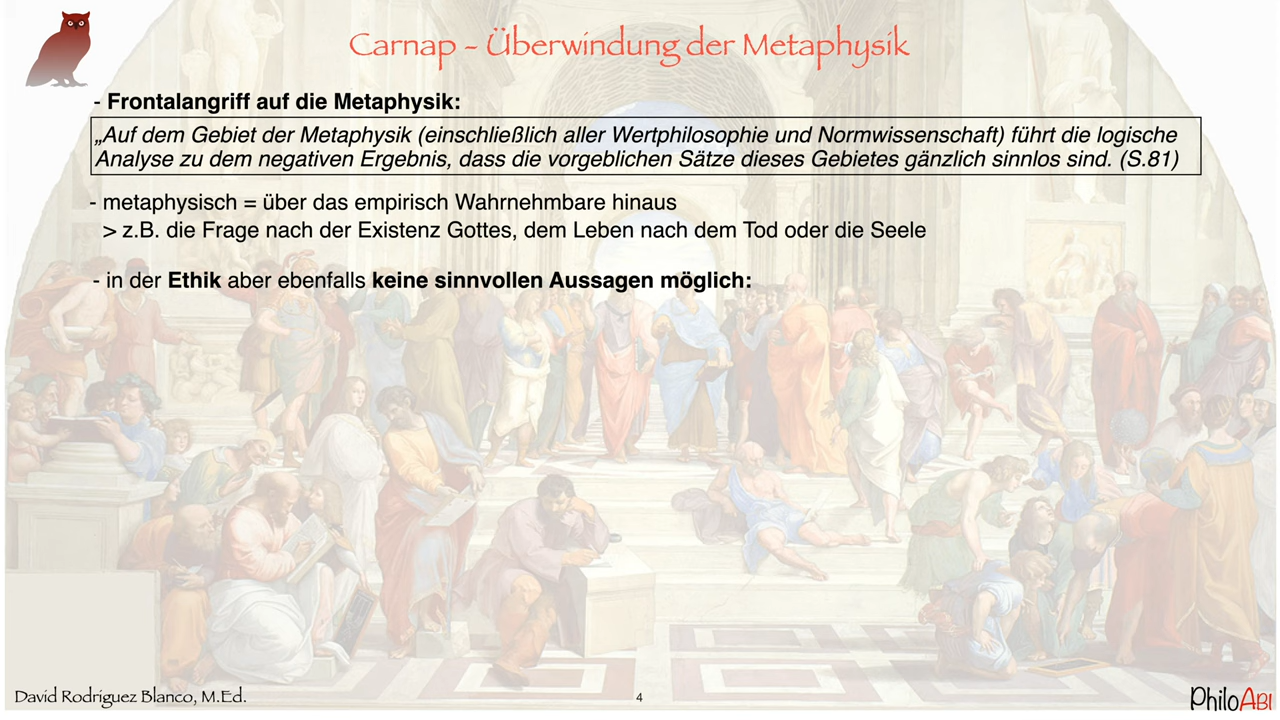 Carnap - Überwindung der Metaphysik
- Frontalangriff auf die Metaphysik:
„Auf dem Gebiet der Metaphysik (einschließlich aller Wertphilosophie und Normwissenschaft) führt die logische
Analyse zu dem negativen Ergebnis, dass die vorgeblichen Sätze dieses Gebietes gänzlich sinnlos sind. (S.81)
- metaphysisch = über das empirisch Wahrnehmbare hinaus
> z.B. die Frage nach der Existenz Gottes, dem Leben nach dem Tod oder die Seele
- in der Ethik aber ebenfalls keine sinnvollen Aussagen möglich:
David Rodríguez Blanco, M.Ed.
4
PhiloABI